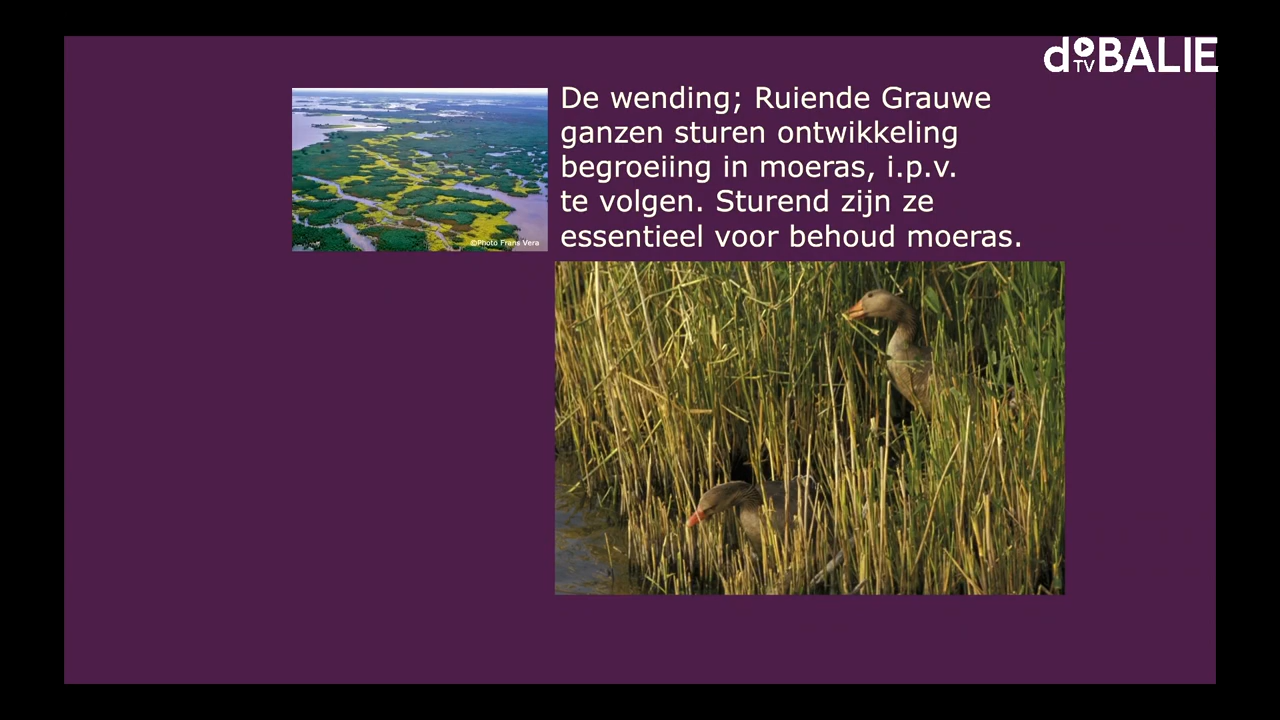 de TV BALIE
De wending; Ruiende Grauwe
ganzen sturen ontwikkeling
begroeiing in moeras, i.p.v.
te volgen. Sturend zijn ze
essentieel voor behoud moeras.
©Photo Frans Vera